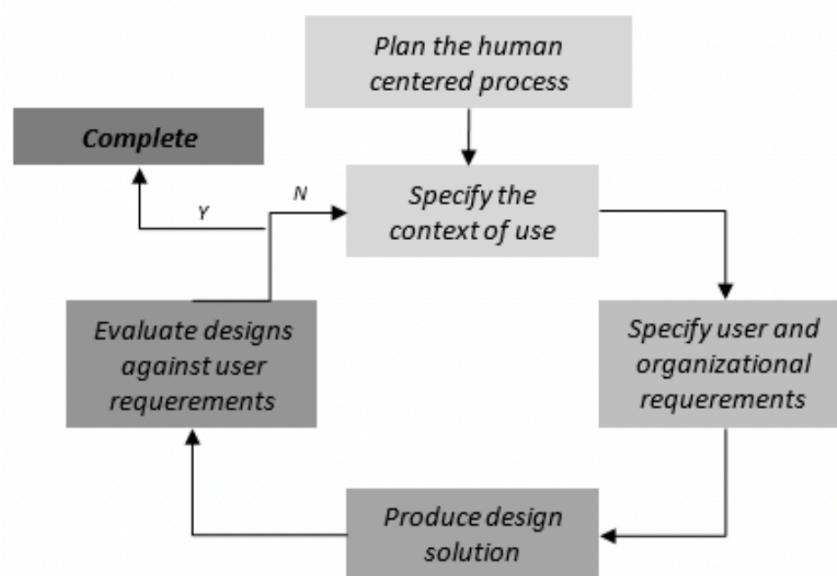 Plan the human
centered process
Complete
N
Y
Specify the
context of use
Evaluate designs
against user
requerements
Specify user and
organizational
requerements
Produce design
solution